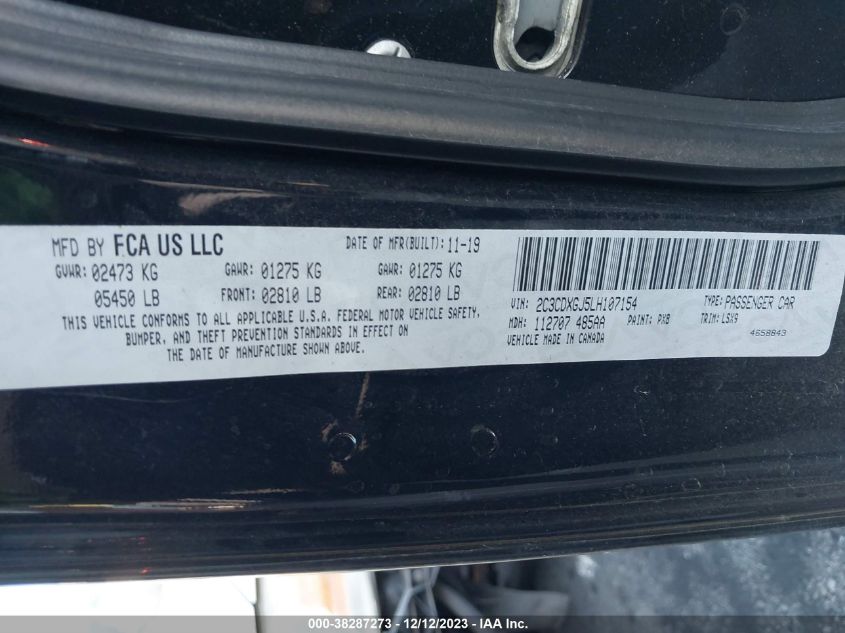 MFD BY FCA US LLC
DATE OF MFR(BUILT): 11-19
GVWR: 02473 KG
GAWR: 01275 KG
GAWR: 01275 KG
05450 LB
FRONT: 02810 LB
REAR: 02810 LB
THIS VEHICLE CONFORMS TO ALL APPLICABLE U.S.A. FEDERAL MOTOR VEHICLE SAFETY,
BUMPER, AND THEFT PREVENTION STANDARDS IN EFFECT ON
THE DATE OF MANUFACTURE SHOWN ABOVE.
VIN: 2C3CDXGJ5LH107154
TYPE: PASSENGER CAR
MDH: 112707 485AA
PAINT: PX8
TRIM: LSX9
VEHICLE MADE IN CANADA
4658843
000-38287273 - 12/12/2023 - IAA Inc.